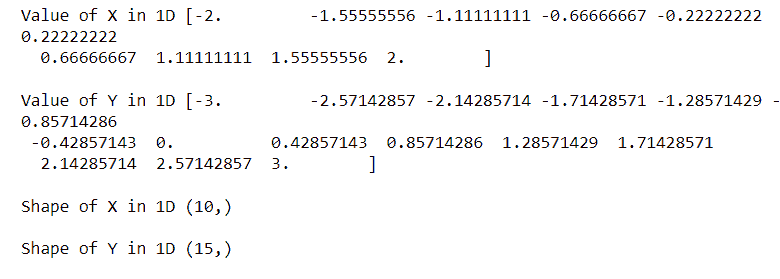 Value of X in 1D [-2.         -1.55555556 -1.11111111 -0.66666667 -0.22222222
0.22222222
  0.66666667  1.11111111  1.55555556  2.        ]
Value of Y in 1D [-3.         -2.57142857 -2.14285714 -1.71428571 -1.28571429 -
0.85714286
 -0.42857143  0.          0.42857143  0.85714286  1.28571429  1.71428571
  2.14285714  2.57142857  3.        ]
Shape of X in 1D (10,)
Shape of Y in 1D (15,)